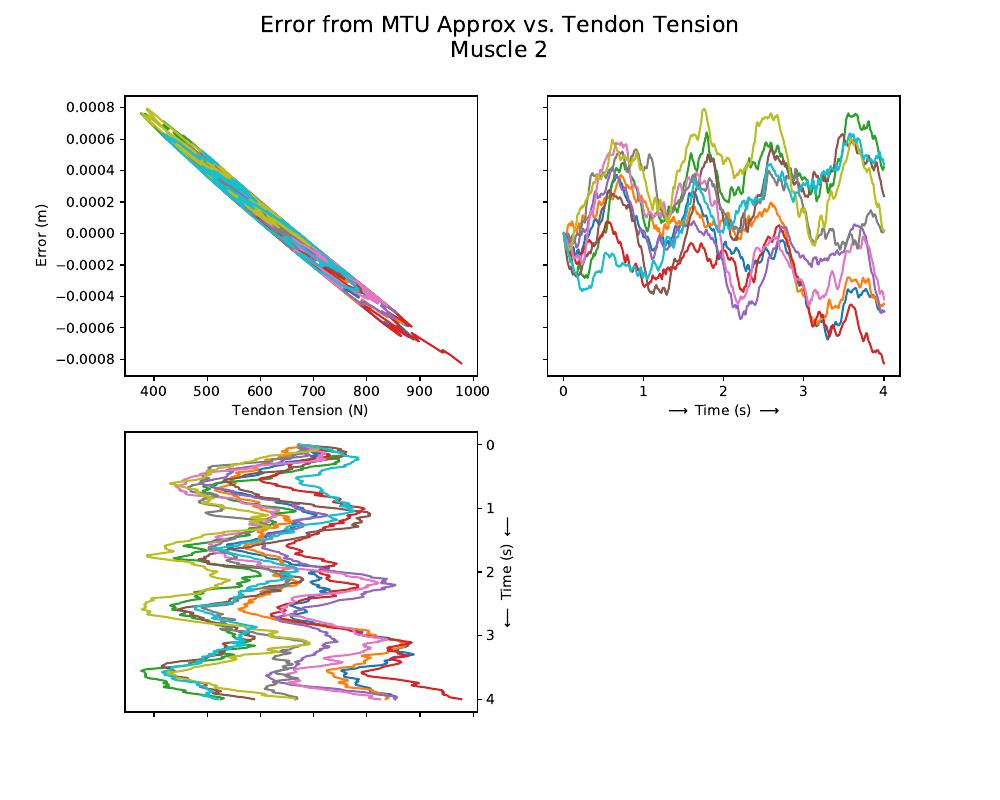 Error from MTU Approx vs. Tendon Tension
Muscle 2
Error (m)
0.0008
0.0006
0.0004
0.0002
0.0000
−0.0002
−0.0004
−0.0006
−0.0008
400 500 600 700 800 900 1000
Tendon Tension (N)
0 1 2 3 4
⟶ Time (s) ⟶
0
1
2
3
4
⟵ Time (s) ⟵